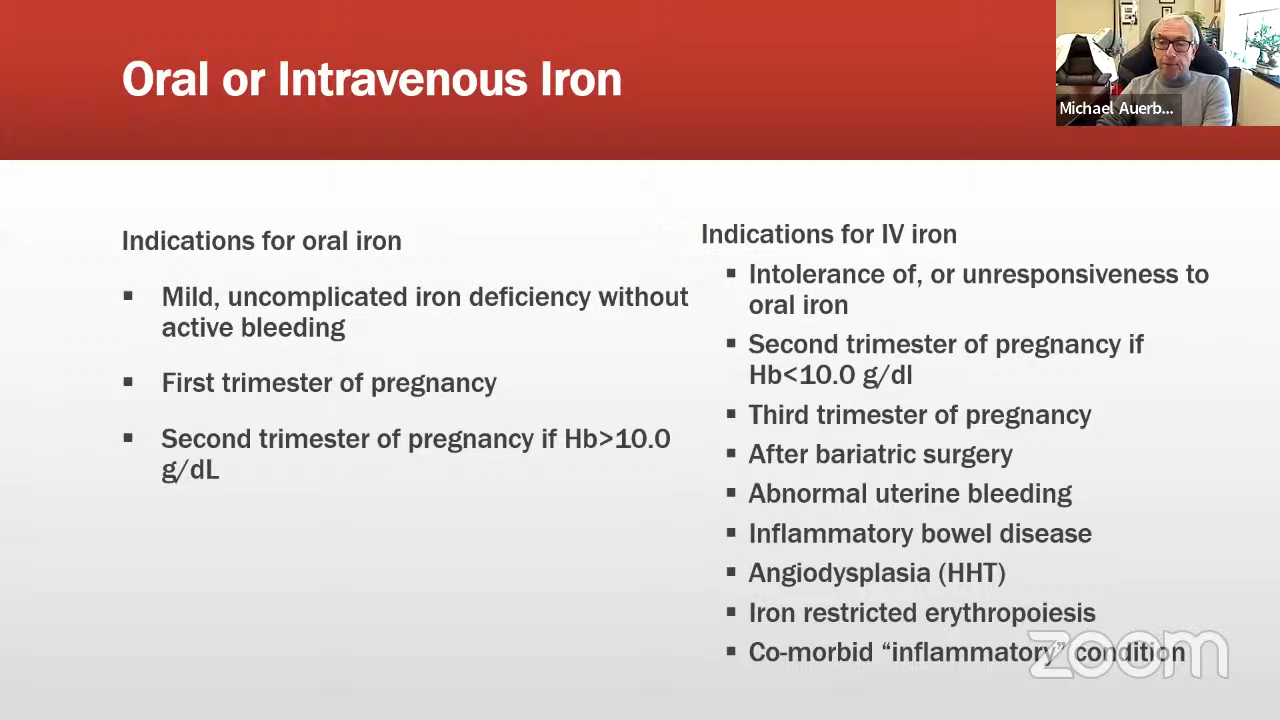 Oral or Intravenous Iron
Michael Auerb...
Indications for oral iron
▪ Mild, uncomplicated iron deficiency without
active bleeding
▪ First trimester of pregnancy
▪ Second trimester of pregnancy if Hb>10.0
g/dL
Indications for IV iron
▪ Intolerance of, or unresponsiveness to
oral iron
▪ Second trimester of pregnancy if
Hb<10.0 g/dl
▪ Third trimester of pregnancy
▪ After bariatric surgery
▪ Abnormal uterine bleeding
▪ Inflammatory bowel disease
▪ Angiodysplasia (HHT)
▪ Iron restricted erythropoiesis
▪ Co-morbid “inflammatory” condition
zoom